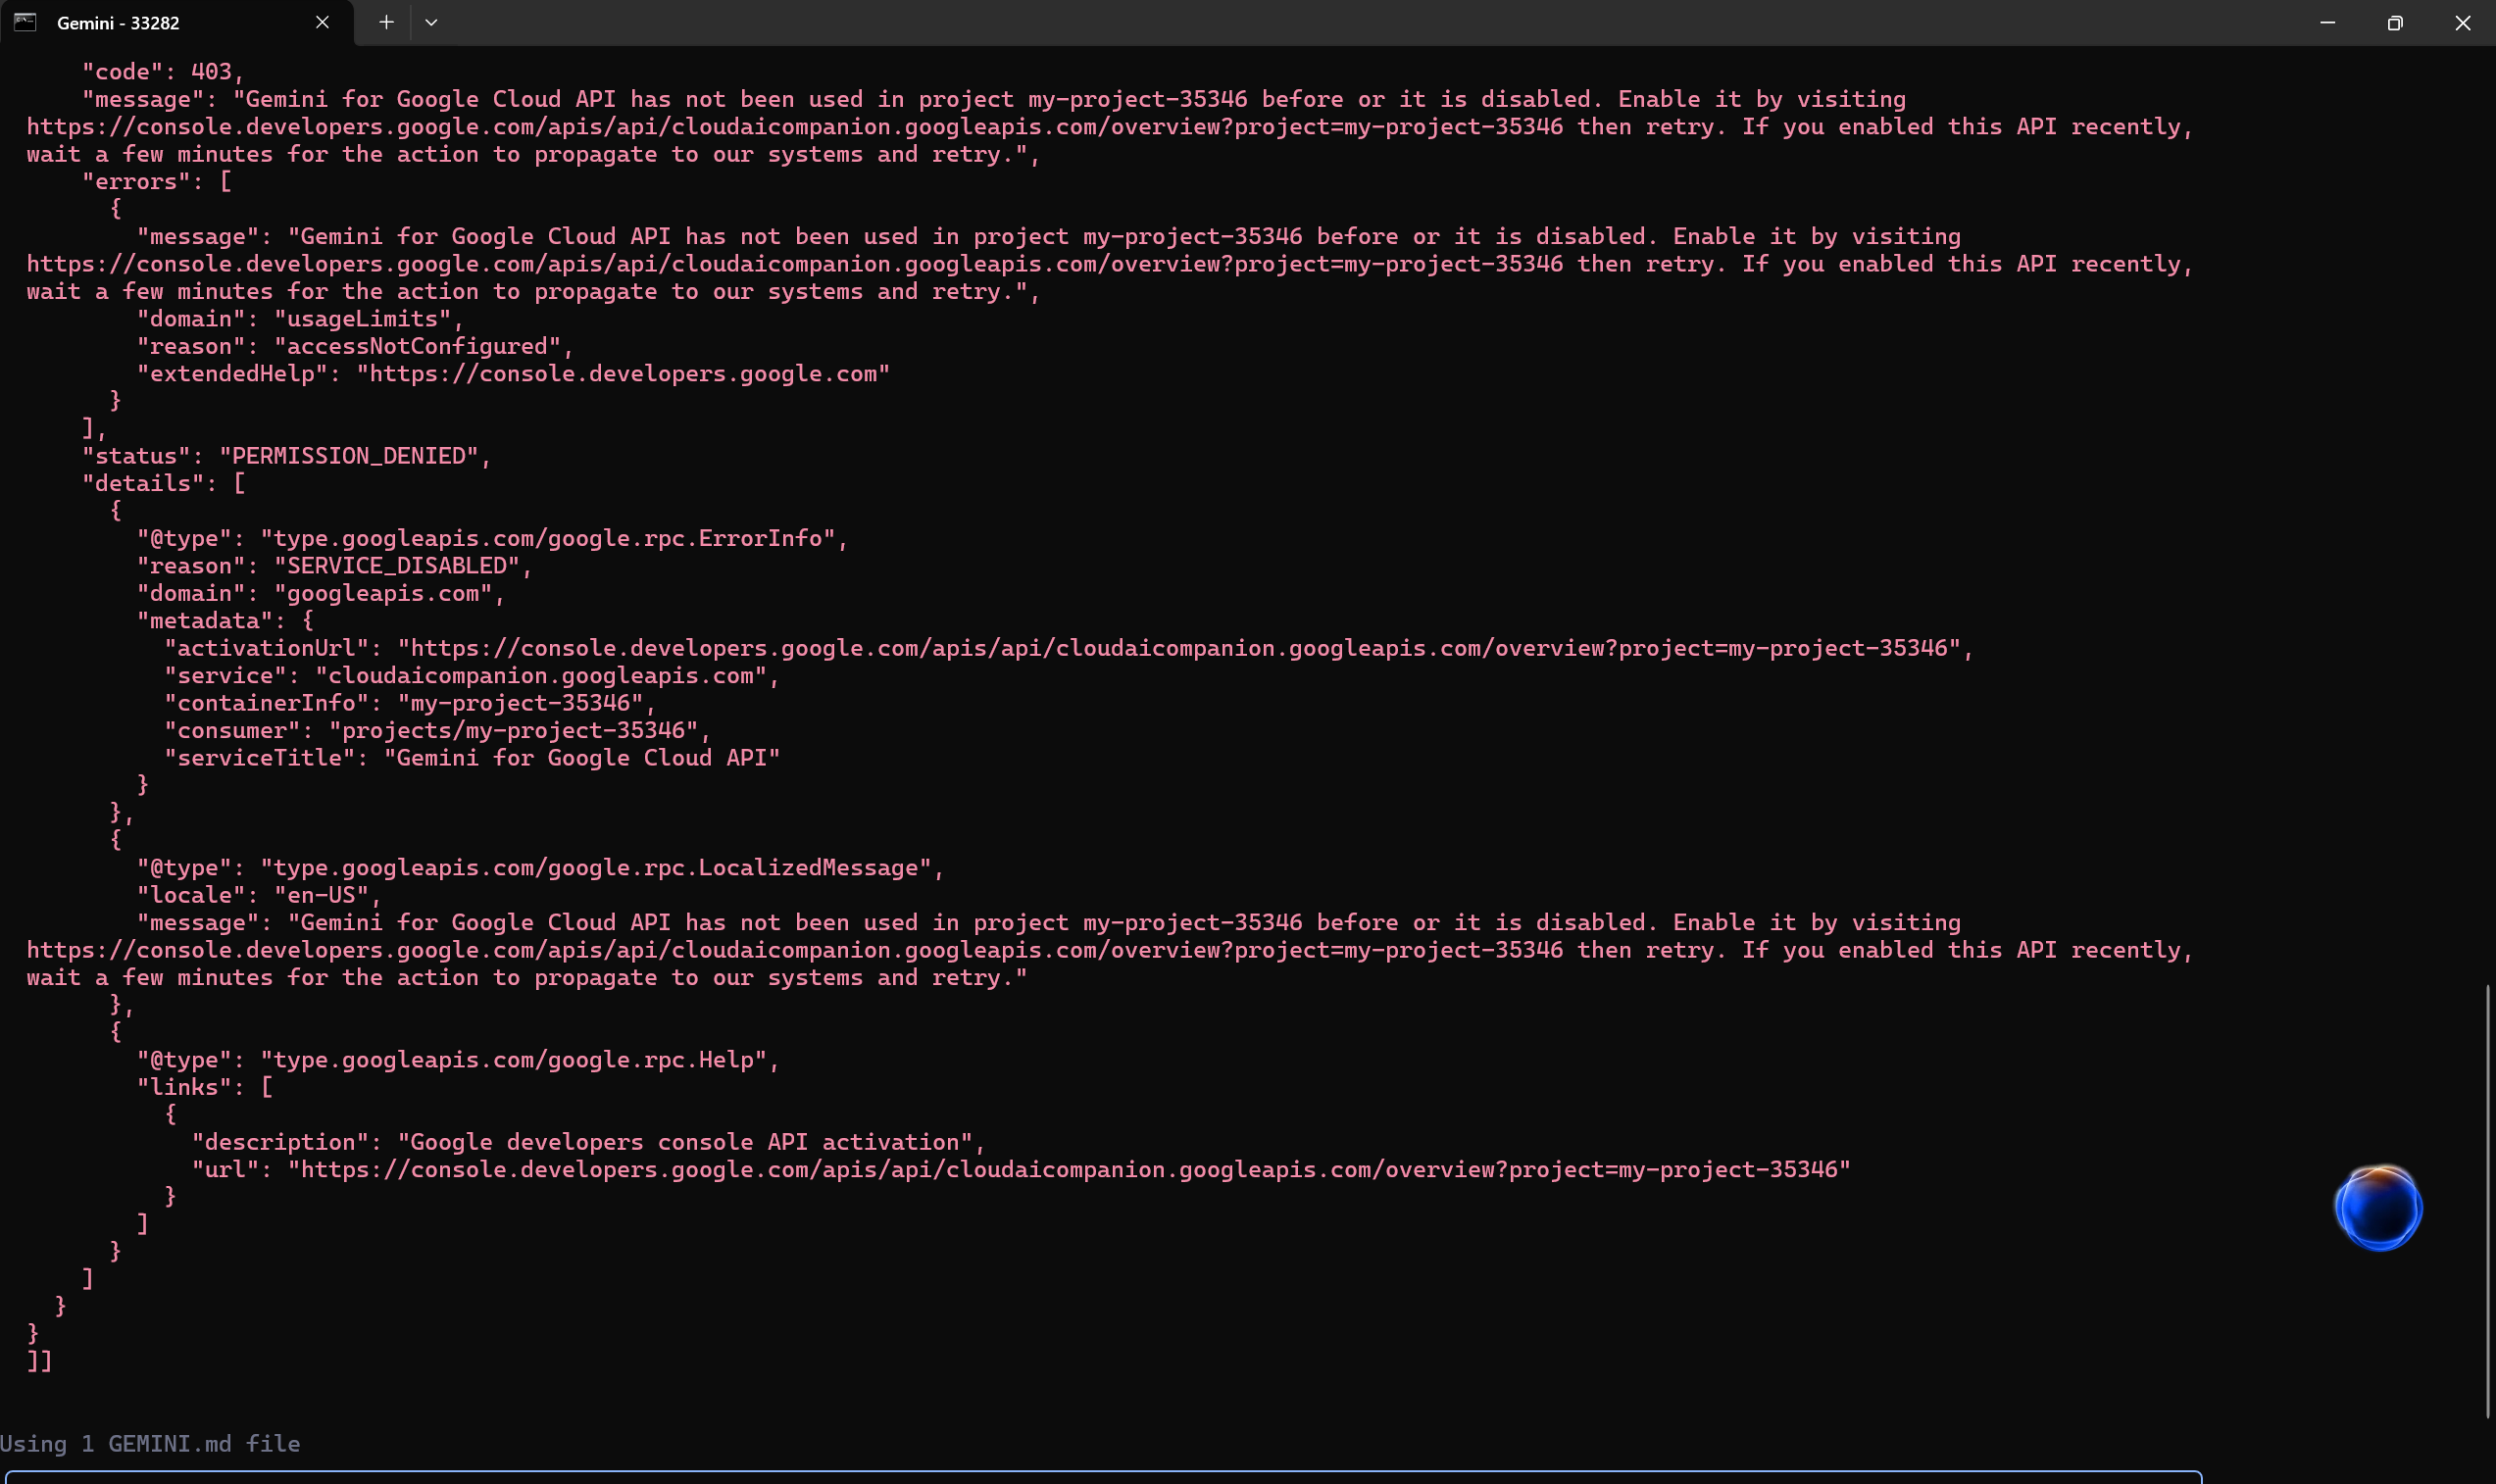 Gemini - 33282
"code": 403,
"message": "Gemini for Google Cloud API has not been used in project my-project-35346 before or it is disabled. Enable it by visiting
https://console.developers.google.com/apis/api/cloudaicompanion.googleapis.com/overview?project=my-project-35346 then retry. If you enabled this API recently,
wait a few minutes for the action to propagate to our systems and retry.",
"errors": [
{
"message": "Gemini for Google Cloud API has not been used in project my-project-35346 before or it is disabled. Enable it by visiting
https://console.developers.google.com/apis/api/cloudaicompanion.googleapis.com/overview?project=my-project-35346 then retry. If you enabled this API recently,
wait a few minutes for the action to propagate to our systems and retry.",
"domain": "usageLimits",
"reason": "accessNotConfigured",
"extendedHelp": "https://console.developers.google.com"
}
],
"status": "PERMISSION_DENIED",
"details": [
{
"@type": "type.googleapis.com/google.rpc.ErrorInfo",
"reason": "SERVICE_DISABLED",
"domain": "googleapis.com",
"metadata": {
"activationUrl": "https://console.developers.google.com/apis/api/cloudaicompanion.googleapis.com/overview?project=my-project-35346",
"service": "cloudaicompanion.googleapis.com",
"containerInfo": "my-project-35346",
"consumer": "projects/my-project-35346",
"serviceTitle": "Gemini for Google Cloud API"
}
},
{
"@type": "type.googleapis.com/google.rpc.LocalizedMessage",
"locale": "en-US",
"message": "Gemini for Google Cloud API has not been used in project my-project-35346 before or it is disabled. Enable it by visiting
https://console.developers.google.com/apis/api/cloudaicompanion.googleapis.com/overview?project=my-project-35346 then retry. If you enabled this API recently,
wait a few minutes for the action to propagate to our systems and retry."
},
{
"@type": "type.googleapis.com/google.rpc.Help",
"links": [
{
"description": "Google developers console API activation",
"url": "https://console.developers.google.com/apis/api/cloudaicompanion.googleapis.com/overview?project=my-project-35346"
}
]
}
]
}
}
]]
Using 1 GEMINI.md file